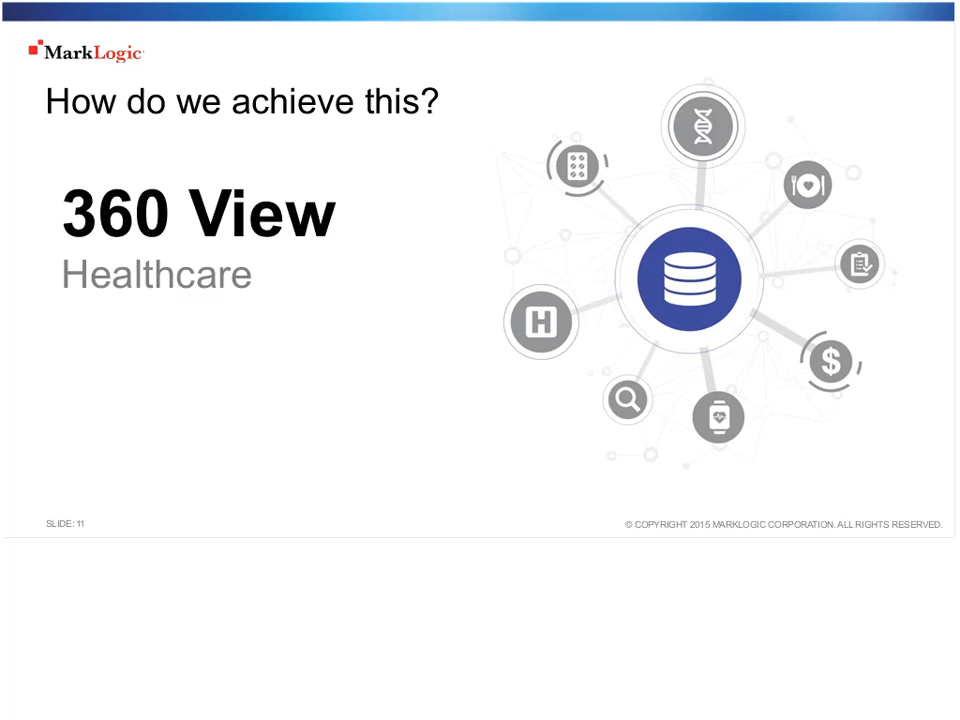 MarkLogic
How do we achieve this?
360 View
Healthcare
H
$
SLIDE: 11
© COPYRIGHT 2015 MARKLOGIC CORPORATION. ALL RIGHTS RESERVED.